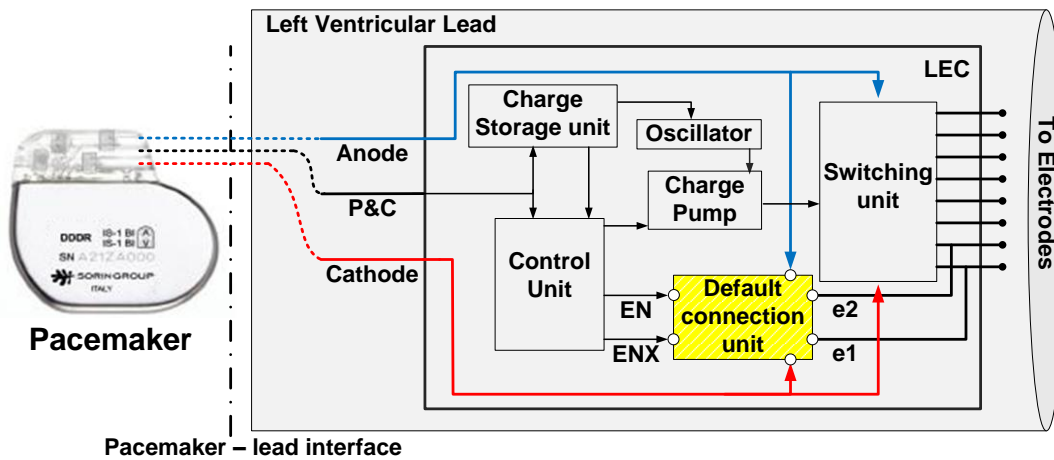 Left Ventricular Lead
LEC
Charge
Storage unit
Oscillator
Anode
Switching
unit
To Electrodes
P&C
Charge
Pump
DDDR IS-1 BI A
IS-1 BI V
SN A21ZA000
SORIN GROUP
ITALY
Cathode
Control
Unit
Default
connection
unit
EN
e2
ENX
e1
Pacemaker
Pacemaker – lead interface